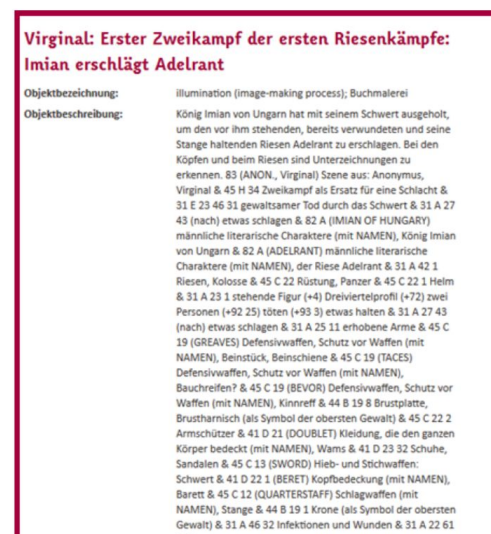 Virginal: Erster Zweikampf der ersten Riesenkämpfe:
Imian erschlägt Adelrant
Objektbezeichnung: illumination (image-making process); Buchmalerei
Objektbeschreibung: König Imian von Ungarn hat mit seinem Schwert ausgeholt,
um den vor ihm stehenden, bereits verwundeten und seine
Stange haltenden Riesen Adelrant zu erschlagen. Bei den
Köpfen und beim Riesen sind Unterzeichnungen zu
erkennen. 83 (ANON., Virginal) Szene aus: Anonymus,
Virginal & 45 H 34 Zweikampf als Ersatz für eine Schlacht &
31 E 23 46 31 gewaltsamer Tod durch das Schwert & 31 A 27
43 (nach) etwas schlagen & 82 A (IMIAN OF HUNGARY)
männliche literarische Charaktere (mit NAMEN), König Imian
von Ungarn & 82 A (ADELRANT) männliche literarische
Charaktere (mit NAMEN), der Riese Adelrant & 31 A 42 1
Riesen, Kolosse & 45 C 22 Rüstung, Panzer & 45 C 22 1 Helm
& 31 A 23 1 stehende Figur (+4) Dreiviertelprofil (+72) zwei
Personen (+92 25) töten (+93 3) etwas halten & 31 A 27 43
(nach) etwas schlagen & 31 A 25 11 erhobene Arme & 45 C
19 (GREAVES) Defensivwaffen, Schutz vor Waffen (mit
NAMEN), Beinstück, Beinschiene & 45 C 19 (TACES)
Defensivwaffen, Schutz vor Waffen (mit NAMEN),
Bauchreifen? & 45 C 19 (BEVOR) Defensivwaffen, Schutz vor
Waffen (mit NAMEN), Kinnreff & 44 B 19 8 Brustplatte,
Brustharnisch (als Symbol der obersten Gewalt) & 45 C 22 2
Armschützer & 41 D 21 (DOUBLET) Kleidung, die den ganzen
Körper bedeckt (mit NAMEN), Wams & 41 D 23 32 Schuhe,
Sandalen & 45 C 13 (SWORD) Hieb- und Stichwaffen:
Schwert & 41 D 22 1 (BERET) Kopfbedeckung (mit NAMEN),
Barett & 45 C 12 (QUARTERSTAFF) Schlagwaffen (mit
NAMEN), Stange & 44 B 19 1 Krone (als Symbol der obersten
Gewalt) & 31 A 46 32 Infektionen und Wunden & 31 A 22 61